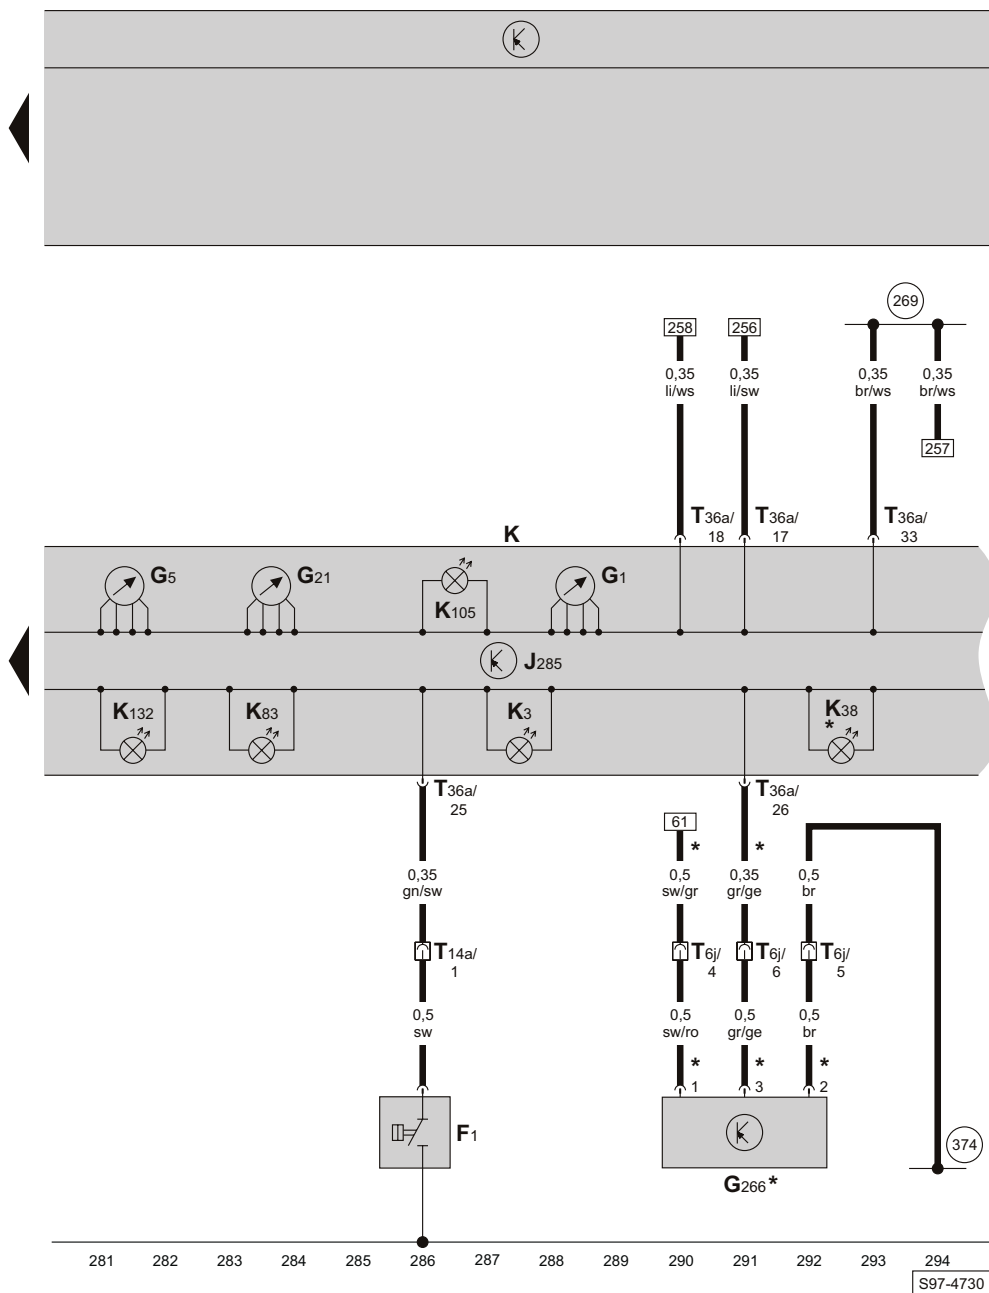 269
258 256
0,35 0,35 0,35 0,35
li/ws li/sw br/ws br/ws
257
K T36a/ T36a/ T36a/
18 17 33
G5 G21 G1
K105
J285
K132 K83 K3 K38
*
T36a/ T36a/
25 26
61
* *
0,35 0,5 0,35 0,5
gn/sw sw/gr gr/ge br
T14a/ T6j/ T6j/ T6j/
1 4 6 5
0,5 0,5 0,5 0,5
sw sw/ro gr/ge br
* * *
1 3 2
F1 374
G266*
281 282 283 284 285 286 287 288 289 290 291 292 293 294
S97-4730